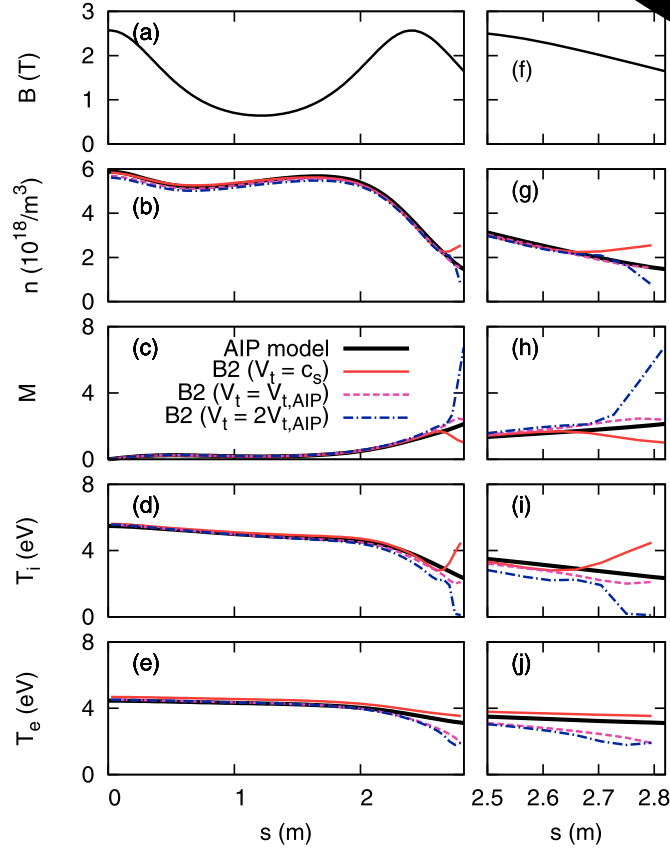 (a)
B (T)
3
2
1
0
(f)
(b)
n (10^18/m^3)
6
4
2
0
(g)
(c)
M
8
4
0
AIP model
B2 (V_t = c_s)
B2 (V_t = V_t,AIP)
B2 (V_t = 2V_t,AIP)
(h)
(d)
T_i (eV)
8
4
0
(i)
(e)
T_e (eV)
8
4
0
(j)
0 1 2
2.5 2.6 2.7 2.8
s (m) s (m)